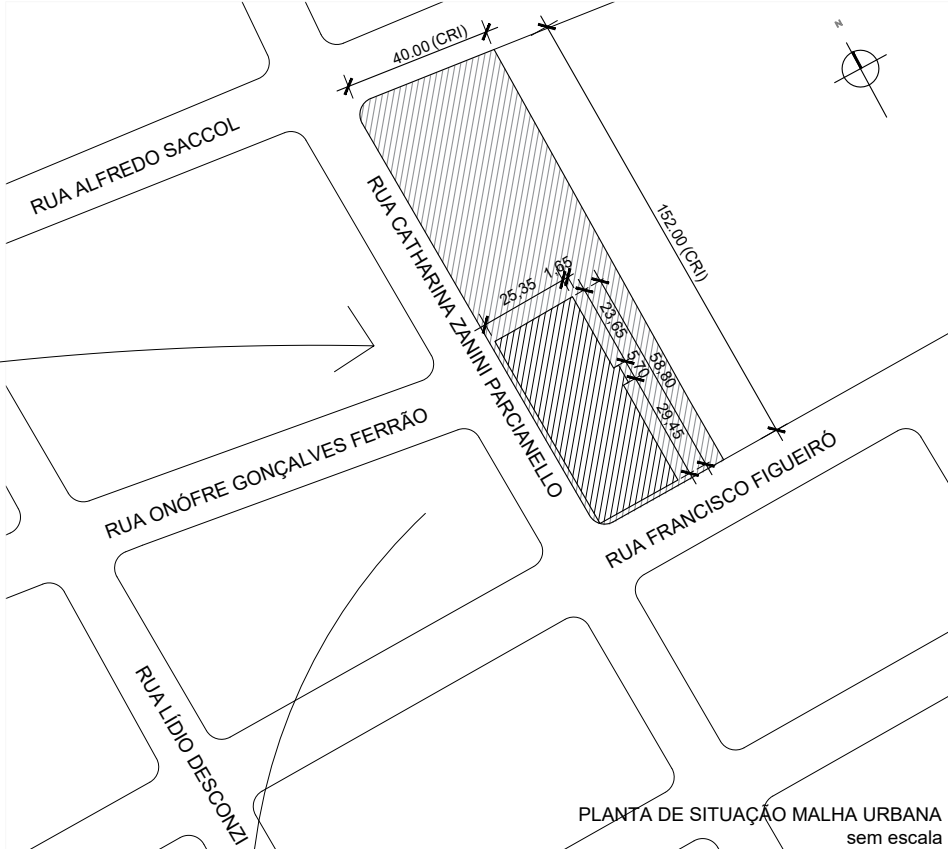 N
40.00 (CRI)
RUA ALFREDO SACCOL
RUA CATHARINA ZANINI PARCIANELLO
152.00 (CRI)
25,35
1,65
23,65
5,70
58,80
29,45
RUA ONÓFRE GONÇALVES FERRÃO
RUA FRANCISCO FIGUEIRÓ
RUA LÍDIO DESCONZI
PLANTA DE SITUAÇÃO MALHA URBANA
sem escala